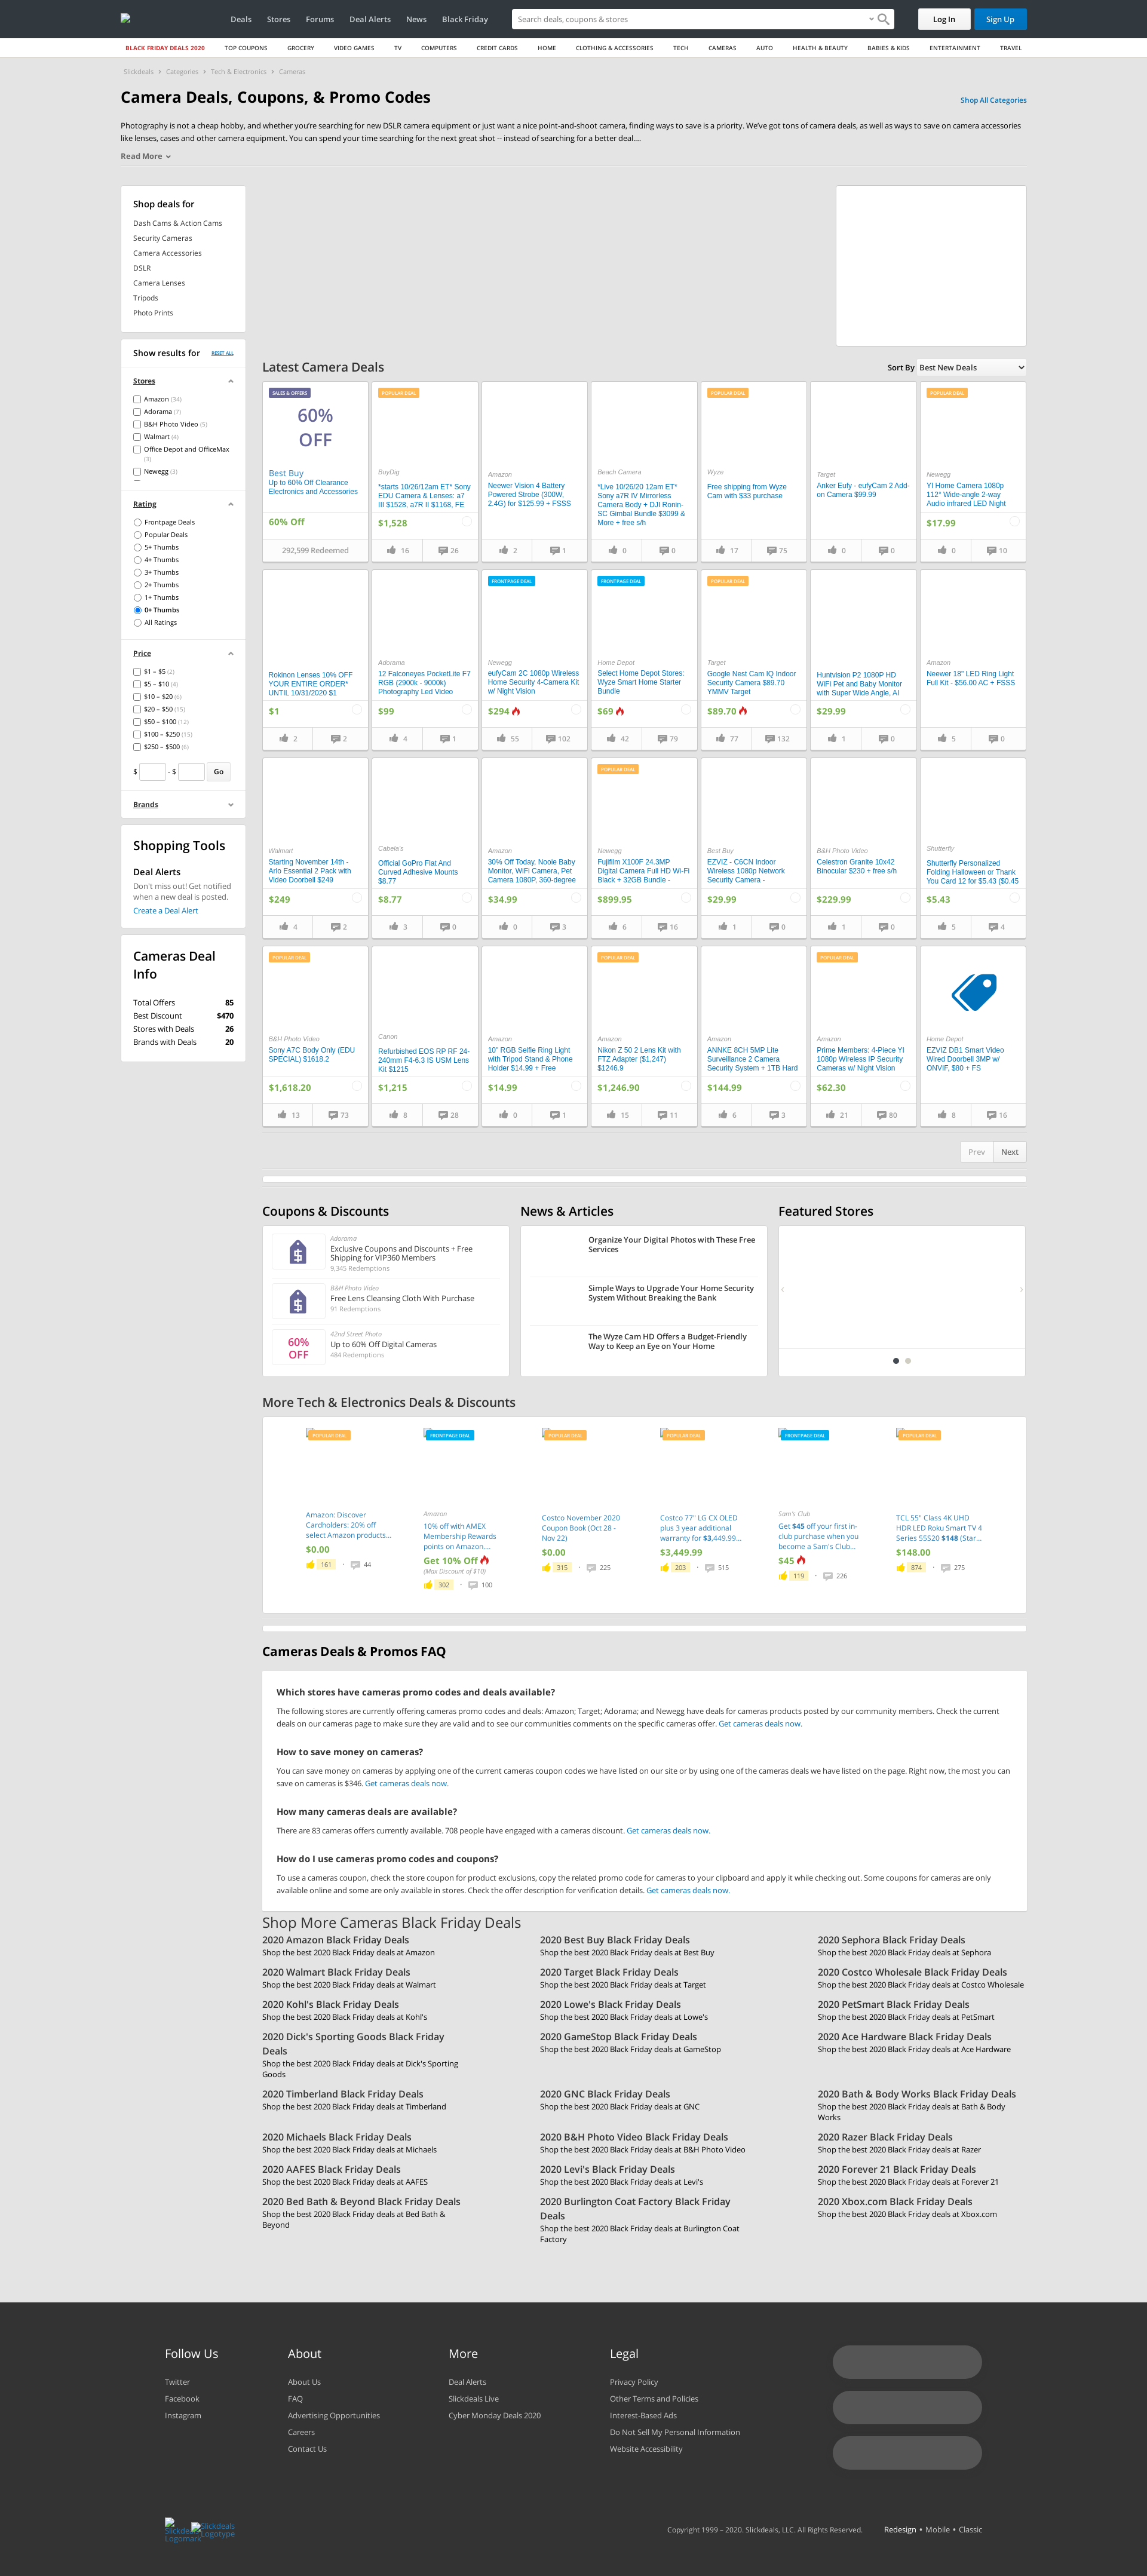 Deals Stores Forums Deal Alerts News Black Friday
Search deals, coupons & stores
Log In Sign Up
BLACK FRIDAY DEALS 2020 TOP COUPONS GROCERY VIDEO GAMES TV COMPUTERS CREDIT CARDS HOME CLOTHING & ACCESSORIES TECH CAMERAS AUTO HEALTH & BEAUTY BABIES & KIDS ENTERTAINMENT TRAVEL
Slickdeals › Categories › Tech & Electronics › Cameras
Camera Deals, Coupons, & Promo Codes
Shop All Categories
Photography is not a cheap hobby, and whether you're searching for new DSLR camera equipment or just want a nice point-and-shoot camera, finding ways to save is a priority. We've got tons of camera deals, as well as ways to save on camera accessories
like lenses, cases and other camera equipment. You can spend your time searching for the next great shot -- instead of searching for a better deal....
Read More
Shop deals for
Dash Cams & Action Cams
Security Cameras
Camera Accessories
DSLR
Camera Lenses
Tripods
Photo Prints
Show results for RESET ALL
Stores
Amazon (34)
Adorama (7)
B&H Photo Video (5)
Walmart (4)
Office Depot and OfficeMax
(3)
Newegg (3)
Rating
Frontpage Deals
Popular Deals
5+ Thumbs
4+ Thumbs
3+ Thumbs
2+ Thumbs
1+ Thumbs
0+ Thumbs
All Ratings
Price
$1 – $5 (2)
$5 – $10 (4)
$10 – $20 (6)
$20 – $50 (15)
$50 – $100 (12)
$100 – $250 (15)
$250 – $500 (6)
$ - $ Go
Brands
Shopping Tools
Deal Alerts
Don't miss out! Get notified
when a new deal is posted.
Create a Deal Alert
Cameras Deal
Info
Total Offers 85
Best Discount $470
Stores with Deals 26
Brands with Deals 20
Latest Camera Deals
Sort By Best New Deals
SALES & OFFERS
60%
OFF
Best Buy
Up to 60% Off Clearance
Electronics and Accessories
60% Off
292,599 Redeemed
POPULAR DEAL
BuyDig
*starts 10/26/12am ET* Sony
EDU Camera & Lenses: a7
III $1528, a7R II $1168, FE
$1,528
16 26
Amazon
Neewer Vision 4 Battery
Powered Strobe (300W,
2.4G) for $125.99 + FSSS
2 1
Beach Camera
*Live 10/26/20 12am ET*
Sony a7R IV Mirrorless
Camera Body + DJI Ronin-
SC Gimbal Bundle $3099 &
More + free s/h
0 0
POPULAR DEAL
Wyze
Free shipping from Wyze
Cam with $33 purchase
17 75
Target
Anker Eufy - eufyCam 2 Add-
on Camera $99.99
0 0
POPULAR DEAL
Newegg
YI Home Camera 1080p
112° Wide-angle 2-way
Audio infrared LED Night
$17.99
0 10
Rokinon Lenses 10% OFF
YOUR ENTIRE ORDER*
UNTIL 10/31/2020 $1
$1
2 2
Adorama
12 Falconeyes PocketLite F7
RGB (2900k - 9000k)
Photography Led Video
$99
4 1
FRONTPAGE DEAL
Newegg
eufyCam 2C 1080p Wireless
Home Security 4-Camera Kit
w/ Night Vision
$294
55 102
FRONTPAGE DEAL
Home Depot
Select Home Depot Stores:
Wyze Smart Home Starter
Bundle
$69
42 79
POPULAR DEAL
Target
Google Nest Cam IQ Indoor
Security Camera $89.70
YMMV Target
$89.70
77 132
Huntvision P2 1080P HD
WiFi Pet and Baby Monitor
with Super Wide Angle, AI
$29.99
1 0
Amazon
Neewer 18" LED Ring Light
Full Kit - $56.00 AC + FSSS
5 0
Walmart
Starting November 14th -
Arlo Essential 2 Pack with
Video Doorbell $249
$249
4 2
Cabela's
Official GoPro Flat And
Curved Adhesive Mounts
$8.77
$8.77
3 0
Amazon
30% Off Today, Nooie Baby
Monitor, WiFi Camera, Pet
Camera 1080P, 360-degree
$34.99
0 3
POPULAR DEAL
Newegg
Fujifilm X100F 24.3MP
Digital Camera Full HD Wi-Fi
Black + 32GB Bundle -
$899.95
6 16
Best Buy
EZVIZ - C6CN Indoor
Wireless 1080p Network
Security Camera -
$29.99
1 0
B&H Photo Video
Celestron Granite 10x42
Binocular $230 + free s/h
$229.99
1 0
Shutterfly
Shutterfly Personalized
Folding Halloween or Thank
You Card 12 for $5.43 ($0.45
$5.43
5 4
POPULAR DEAL
B&H Photo Video
Sony A7C Body Only (EDU
SPECIAL) $1618.2
$1,618.20
13 73
Canon
Refurbished EOS RP RF 24-
240mm F4-6.3 IS USM Lens
Kit $1215
$1,215
8 28
Amazon
10" RGB Selfie Ring Light
with Tripod Stand & Phone
Holder $14.99 + Free
$14.99
0 1
POPULAR DEAL
Amazon
Nikon Z 50 2 Lens Kit with
FTZ Adapter ($1,247)
$1246.9
$1,246.90
15 11
Amazon
ANNKE 8CH 5MP Lite
Surveillance 2 Camera
Security System + 1TB Hard
$144.99
6 3
POPULAR DEAL
Amazon
Prime Members: 4-Piece YI
1080p Wireless IP Security
Cameras w/ Night Vision
$62.30
21 80
Home Depot
EZVIZ DB1 Smart Video
Wired Doorbell 3MP w/
ONVIF, $80 + FS
8 16
Prev Next
Coupons & Discounts
Adorama
Exclusive Coupons and Discounts + Free
Shipping for VIP360 Members
9,345 Redemptions
B&H Photo Video
Free Lens Cleansing Cloth With Purchase
91 Redemptions
60%
OFF
42nd Street Photo
Up to 60% Off Digital Cameras
484 Redemptions
News & Articles
Organize Your Digital Photos with These Free
Services
Simple Ways to Upgrade Your Home Security
System Without Breaking the Bank
The Wyze Cam HD Offers a Budget-Friendly
Way to Keep an Eye on Your Home
Featured Stores
More Tech & Electronics Deals & Discounts
POPULAR DEAL
Amazon: Discover
Cardholders: 20% off
select Amazon products...
$0.00
161 · 44
FRONTPAGE DEAL
Amazon
10% off with AMEX
Membership Rewards
points on Amazon....
Get 10% Off
(Max Discount of $10)
302 · 100
POPULAR DEAL
Costco November 2020
Coupon Book (Oct 28 -
Nov 22)
$0.00
315 · 225
POPULAR DEAL
Costco 77" LG CX OLED
plus 3 year additional
warranty for $3,449.99...
$3,449.99
203 · 515
FRONTPAGE DEAL
Sam's Club
Get $45 off your first in-
club purchase when you
become a Sam's Club...
$45
119 · 226
POPULAR DEAL
TCL 55" Class 4K UHD
HDR LED Roku Smart TV 4
Series 55S20 $148 (Star...
$148.00
874 · 275
Cameras Deals & Promos FAQ
Which stores have cameras promo codes and deals available?
The following stores are currently offering cameras promo codes and deals: Amazon; Target; Adorama; and Newegg have deals for cameras products posted by our community members. Check the current
deals on our cameras page to make sure they are valid and to see our communities comments on the specific cameras offer. Get cameras deals now.
How to save money on cameras?
You can save money on cameras by applying one of the current cameras coupon codes we have listed on our site or by using one of the cameras deals we have listed on the page. Right now, the most you can
save on cameras is $346. Get cameras deals now.
How many cameras deals are available?
There are 83 cameras offers currently available. 708 people have engaged with a cameras discount. Get cameras deals now.
How do I use cameras promo codes and coupons?
To use a cameras coupon, check the store coupon for product exclusions, copy the related promo code for cameras to your clipboard and apply it while checking out. Some coupons for cameras are only
available online and some are only available in stores. Check the offer description for verification details. Get cameras deals now.
Shop More Cameras Black Friday Deals
2020 Amazon Black Friday Deals
Shop the best 2020 Black Friday deals at Amazon
2020 Best Buy Black Friday Deals
Shop the best 2020 Black Friday deals at Best Buy
2020 Sephora Black Friday Deals
Shop the best 2020 Black Friday deals at Sephora
2020 Walmart Black Friday Deals
Shop the best 2020 Black Friday deals at Walmart
2020 Target Black Friday Deals
Shop the best 2020 Black Friday deals at Target
2020 Costco Wholesale Black Friday Deals
Shop the best 2020 Black Friday deals at Costco Wholesale
2020 Kohl's Black Friday Deals
Shop the best 2020 Black Friday deals at Kohl's
2020 Lowe's Black Friday Deals
Shop the best 2020 Black Friday deals at Lowe's
2020 PetSmart Black Friday Deals
Shop the best 2020 Black Friday deals at PetSmart
2020 Dick's Sporting Goods Black Friday
Deals
Shop the best 2020 Black Friday deals at Dick's Sporting
Goods
2020 GameStop Black Friday Deals
Shop the best 2020 Black Friday deals at GameStop
2020 Ace Hardware Black Friday Deals
Shop the best 2020 Black Friday deals at Ace Hardware
2020 Timberland Black Friday Deals
Shop the best 2020 Black Friday deals at Timberland
2020 GNC Black Friday Deals
Shop the best 2020 Black Friday deals at GNC
2020 Bath & Body Works Black Friday Deals
Shop the best 2020 Black Friday deals at Bath & Body
Works
2020 Michaels Black Friday Deals
Shop the best 2020 Black Friday deals at Michaels
2020 B&H Photo Video Black Friday Deals
Shop the best 2020 Black Friday deals at B&H Photo Video
2020 Razer Black Friday Deals
Shop the best 2020 Black Friday deals at Razer
2020 AAFES Black Friday Deals
Shop the best 2020 Black Friday deals at AAFES
2020 Levi's Black Friday Deals
Shop the best 2020 Black Friday deals at Levi's
2020 Forever 21 Black Friday Deals
Shop the best 2020 Black Friday deals at Forever 21
2020 Bed Bath & Beyond Black Friday Deals
Shop the best 2020 Black Friday deals at Bed Bath &
Beyond
2020 Burlington Coat Factory Black Friday
Deals
Shop the best 2020 Black Friday deals at Burlington Coat
Factory
2020 Xbox.com Black Friday Deals
Shop the best 2020 Black Friday deals at Xbox.com
Follow Us
Twitter
Facebook
Instagram
About
About Us
FAQ
Advertising Opportunities
Careers
Contact Us
More
Deal Alerts
Slickdeals Live
Cyber Monday Deals 2020
Legal
Privacy Policy
Other Terms and Policies
Interest-Based Ads
Do Not Sell My Personal Information
Website Accessibility
Slickdeals
Logotype
Logomark
Copyright 1999 – 2020. Slickdeals, LLC. All Rights Reserved. Redesign • Mobile • Classic